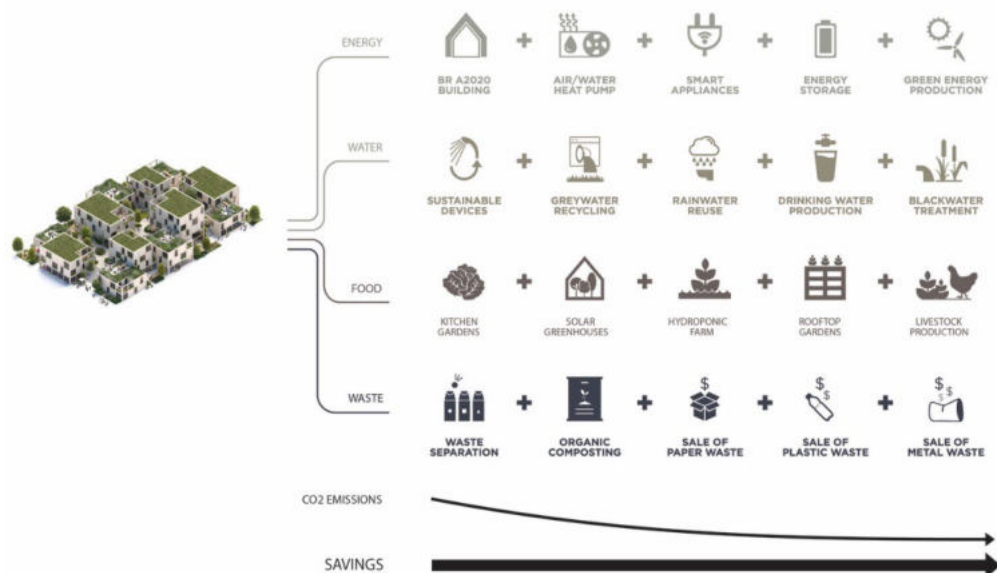 ENERGY
BR A2020
BUILDING
AIR/WATER
HEAT PUMP
SMART
APPLIANCES
ENERGY
STORAGE
GREEN ENERGY
PRODUCTION
WATER
SUSTAINABLE
DEVICES
GREYWATER
RECYCLING
RAINWATER
REUSE
DRINKING WATER
PRODUCTION
BLACKWATER
TREATMENT
FOOD
KITCHEN
GARDENS
SOLAR
GREENHOUSES
HYDROPONIC
FARM
ROOFTOP
GARDENS
LIVESTOCK
PRODUCTION
WASTE
WASTE
SEPARATION
ORGANIC
COMPOSTING
SALE OF
PAPER WASTE
SALE OF
PLASTIC WASTE
SALE OF
METAL WASTE
CO2 EMISSIONS
SAVINGS